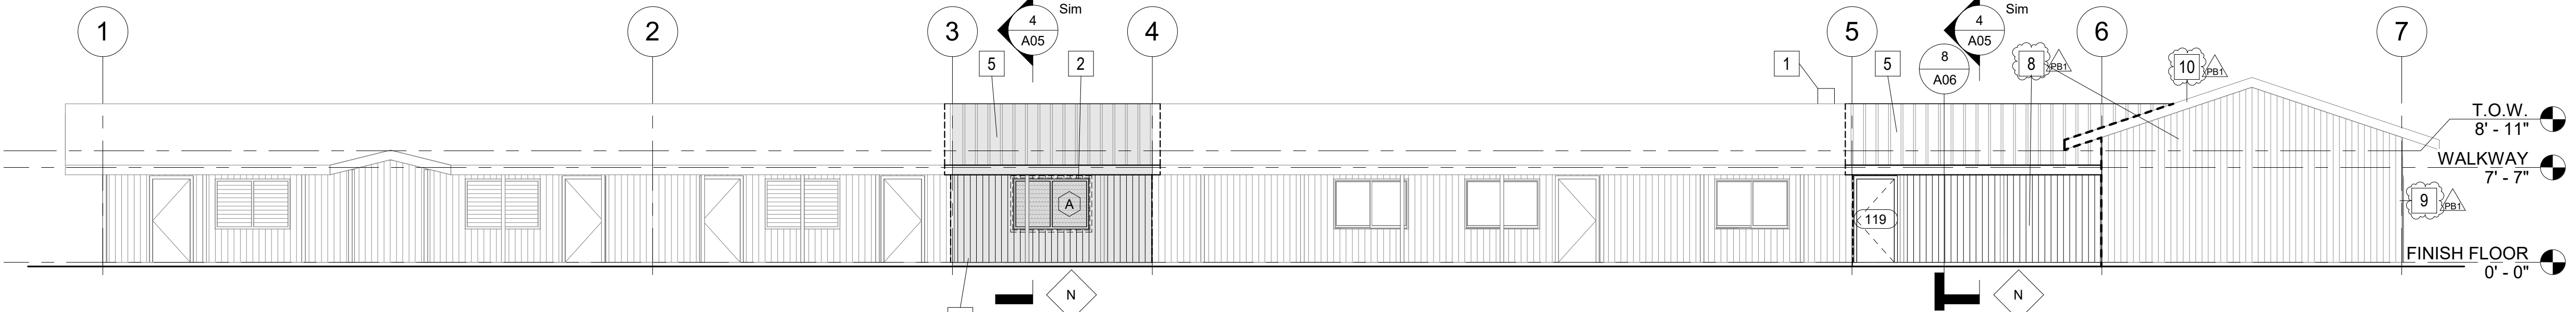 1
2
3
4
A05
Sim
4
5
4
A05
Sim
6
7
5
2
1
5
8
A06
8
PB1
10
PB1
T.O.W.
8' - 11"
WALKWAY
7' - 7"
9
PB1
A
119
FINISH FLOOR
0' - 0"
N
N